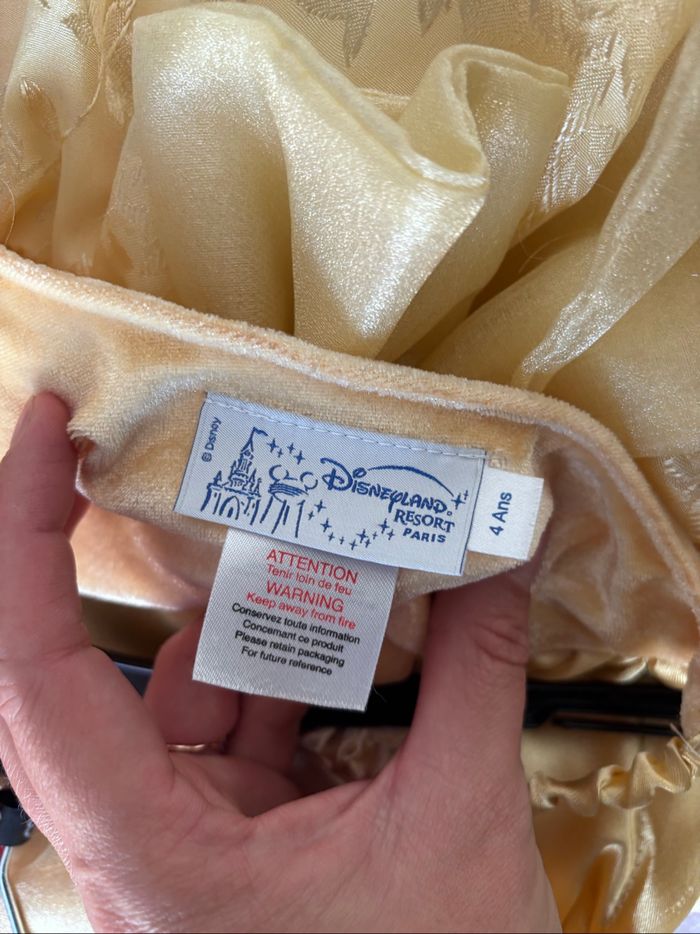 © Disney
DISNEYLAND®
RESORT
PARIS
4 Ans
ATTENTION
Tenir loin de feu
WARNING
Keep away from fire
Conservez toute information
Concernant ce produit
Please retain packaging
For future reference